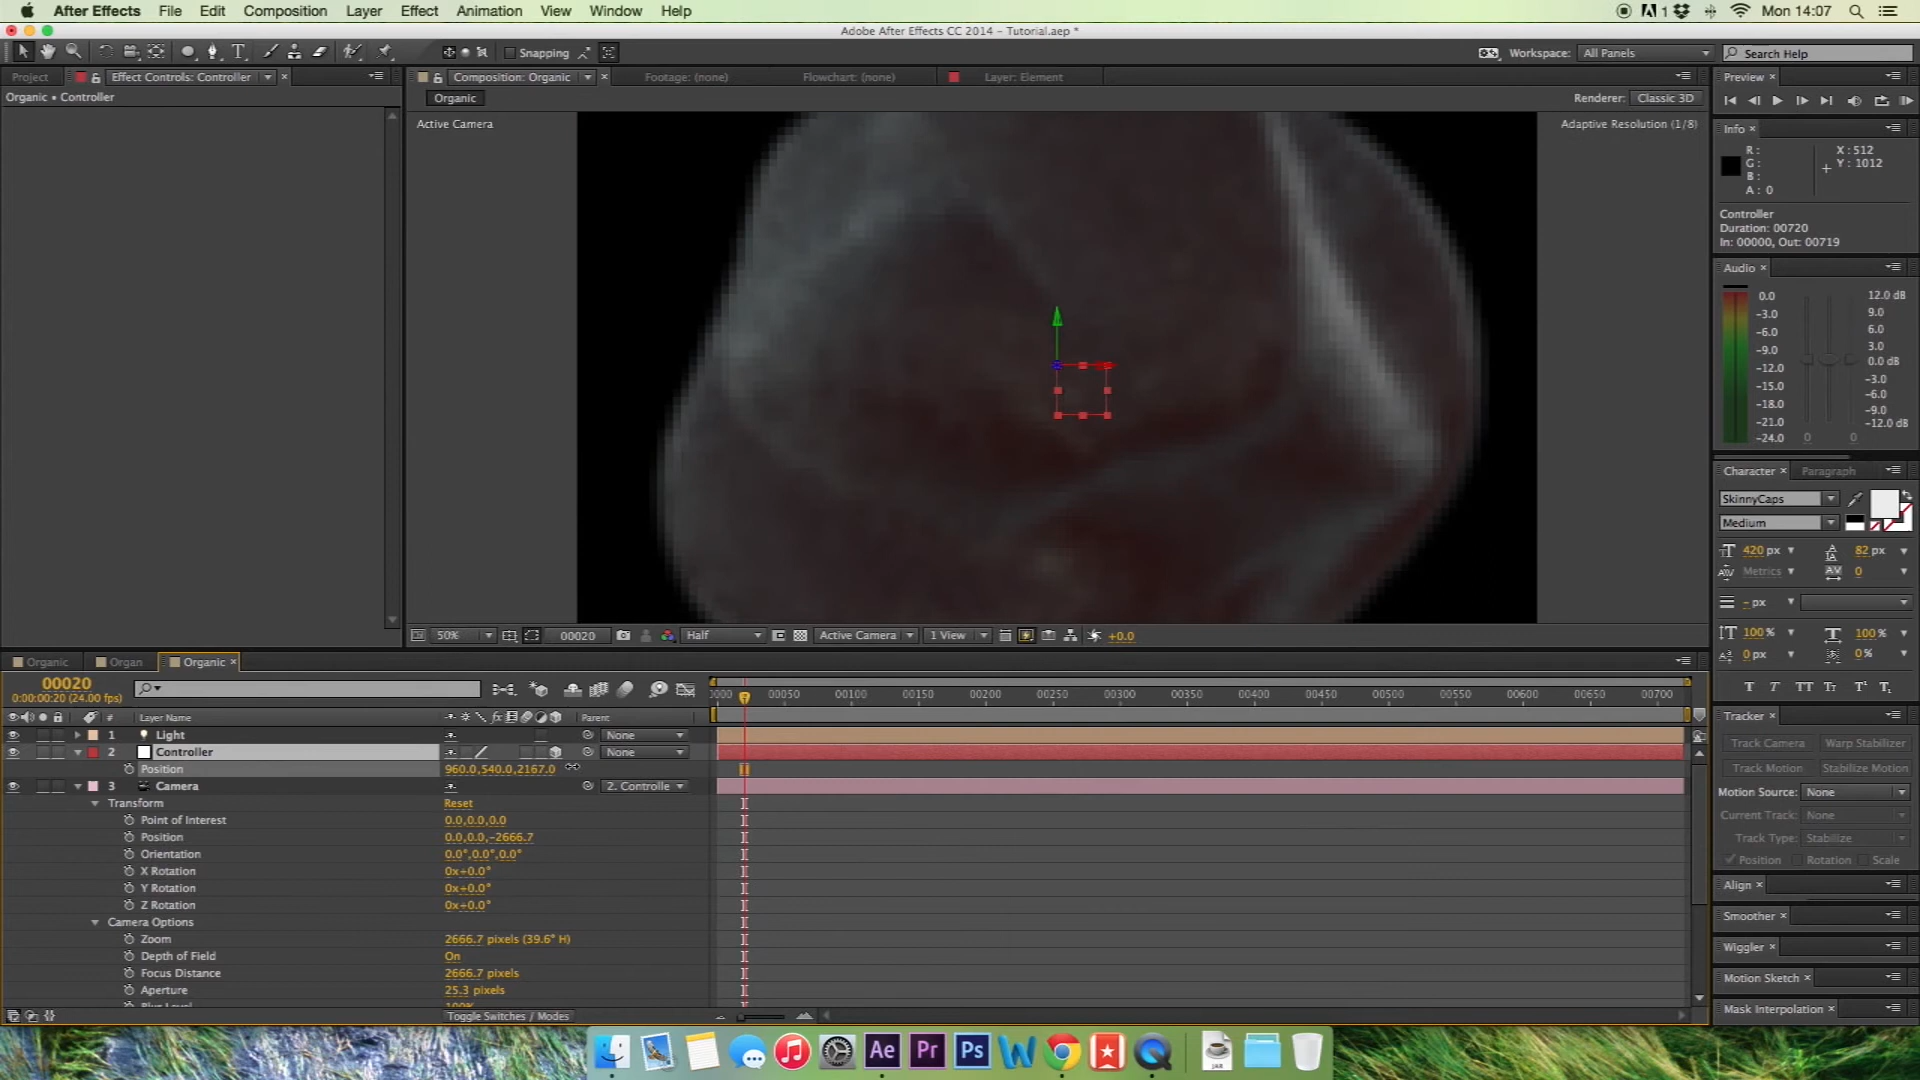 After Effects File Edit Composition Layer Effect Animation View Window Help 1 Mon 14:07
Adobe After Effects CC 2014 - Tutorial.aep *
Snapping Workspace: All Panels Search Help
Project Effect Controls: Controller Composition: Organic Footage: (none) Flowchart: (none) Layer: Element Preview
Organic • Controller Organic Renderer: Classic 3D
Active Camera Adaptive Resolution (1/8)
Info
R : X : 512
G : Y : 1012
B :
A : 0
Controller
Duration: 00720
In: 00000, Out: 00719
Audio
0.0 12.0 dB
-3.0 9.0
-6.0 6.0
-9.0 3.0
-12.0 0.0 dB
-15.0 -3.0
-18.0 -6.0
-21.0 -9.0
-24.0 0 0 -12.0 dB
Character Paragraph
SkinnyCaps
Medium
420 px 82 px
Metrics 0
- px
100 % 100 %
0 px 0 %
T T TT Tt T¹ T₁
50% 00020 Half Active Camera 1 View +0.0
Organic Organ Organic
00020
0:00:00:20 (24.00 fps)
0000 00050 00100 00150 00200 00250 00300 00350 00400 00450 00500 00550 00600 00650 00700
# Layer Name Parent
1 Light None
2 Controller None
Position 960.0,540.0,2167.0
3 Camera 2. Controlle
Transform Reset
Point of Interest 0.0,0.0,0.0
Position 0.0,0.0,-2666.7
Orientation 0.0°,0.0°,0.0°
X Rotation 0x+0.0°
Y Rotation 0x+0.0°
Z Rotation 0x+0.0°
Camera Options
Zoom 2666.7 pixels (39.6° H)
Depth of Field On
Focus Distance 2666.7 pixels
Aperture 25.3 pixels
Blur Level 100%
Toggle Switches / Modes
Tracker
Track Camera Warp Stabilizer
Track Motion Stabilize Motion
Motion Source: None
Current Track: None
Track Type: Stabilize
Position Rotation Scale
Align
Smoother
Wiggler
Motion Sketch
Mask Interpolation
Ae Pr Ps W JAR